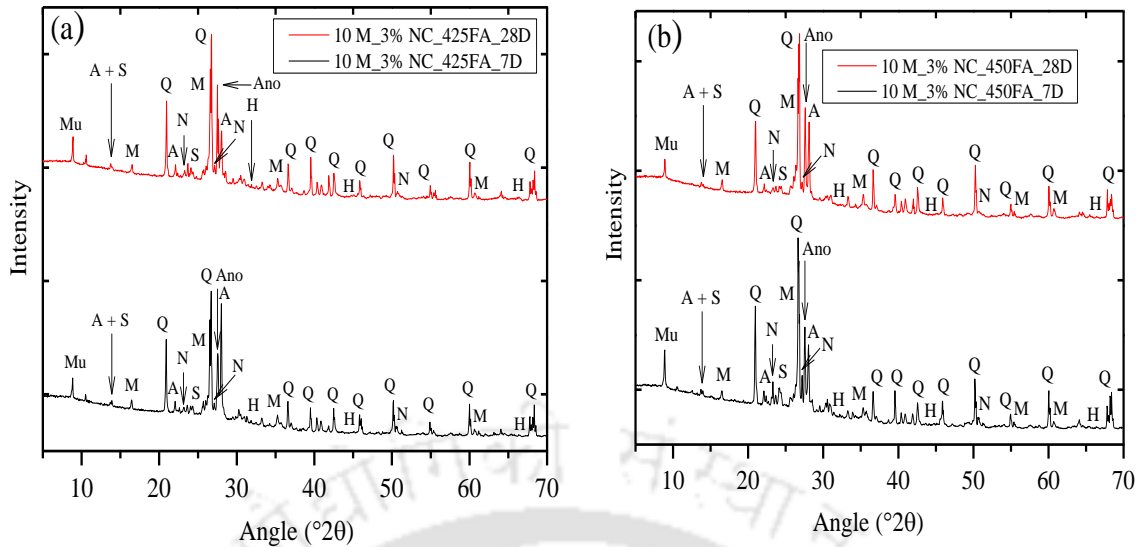 (a)
10 M_3% NC_425FA_28D
10 M_3% NC_425FA_7D
Q
A + S
Mu
M
Q
A
N
S
M
Ano
H
A
N
M
Q
Q
Q
H
Q
Q
N
Q
Q
M
H
Q
A + S
Mu
M
Q
A
N
S
M
Q
Ano
A
N
H
M
Q
Q
Q
H
Q
Q
N
Q
Q
M
H
Q
10
20
30
40
50
60
70
Angle (°2θ)
Intensity
(b)
10 M_3% NC_450FA_28D
10 M_3% NC_450FA_7D
Q
Ano
A + S
Mu
M
Q
A
N
S
M
A
N
H
M
Q
Q
Q
H
Q
Q
N
Q
M
Q
M
H
Q
Q
Ano
A + S
Mu
M
Q
A
N
S
M
A
N
H
M
Q
Q
Q
H
Q
Q
N
Q
M
Q
M
H
Q
10
20
30
40
50
60
70
Angle (°2θ)
Intensity